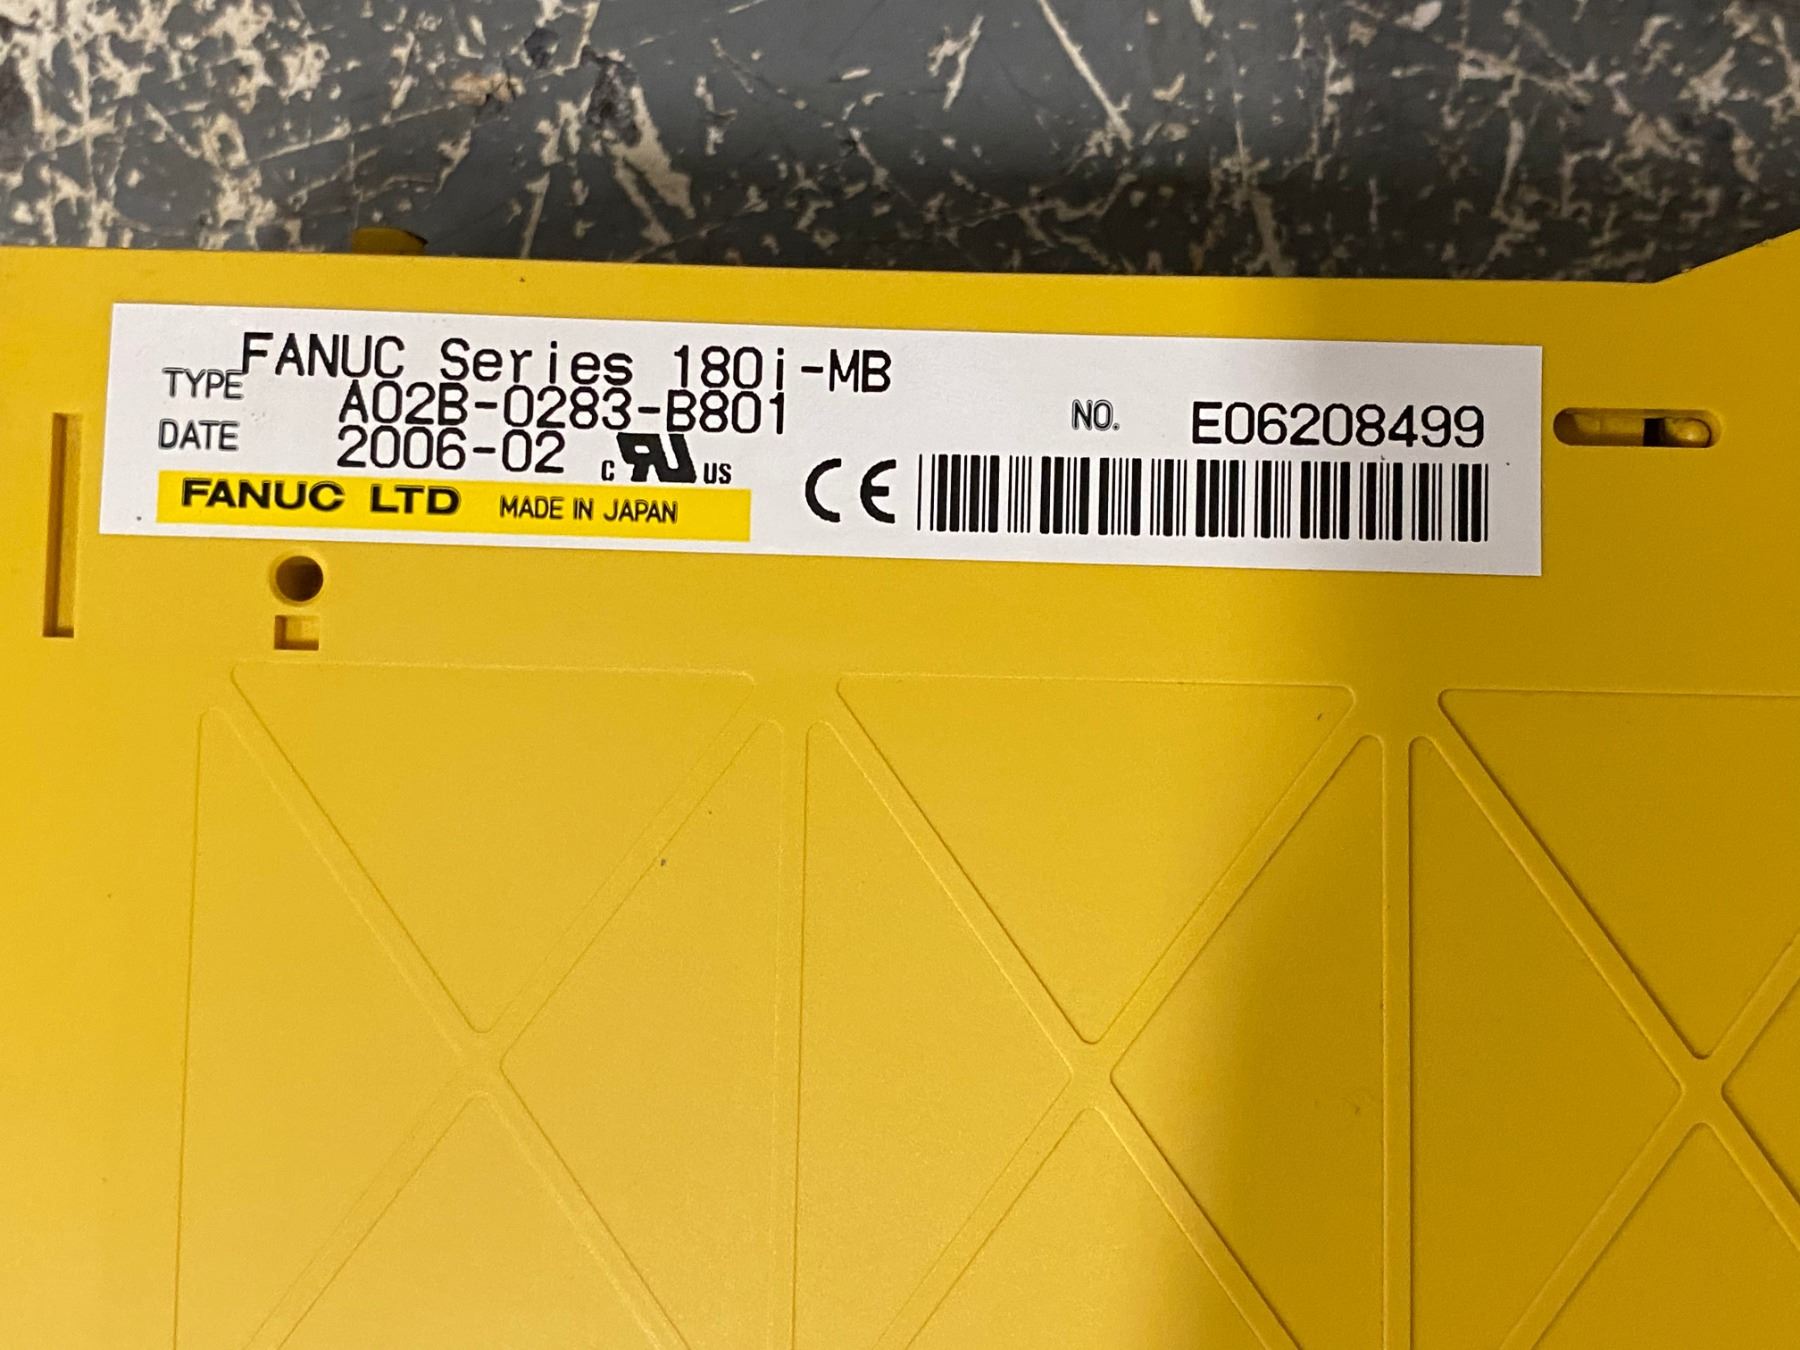 FANUC Series 180i-MB
TYPE A02B-0283-B801
DATE 2006-02
NO. E06208499
c RU US
CE
FANUC LTD MADE IN JAPAN